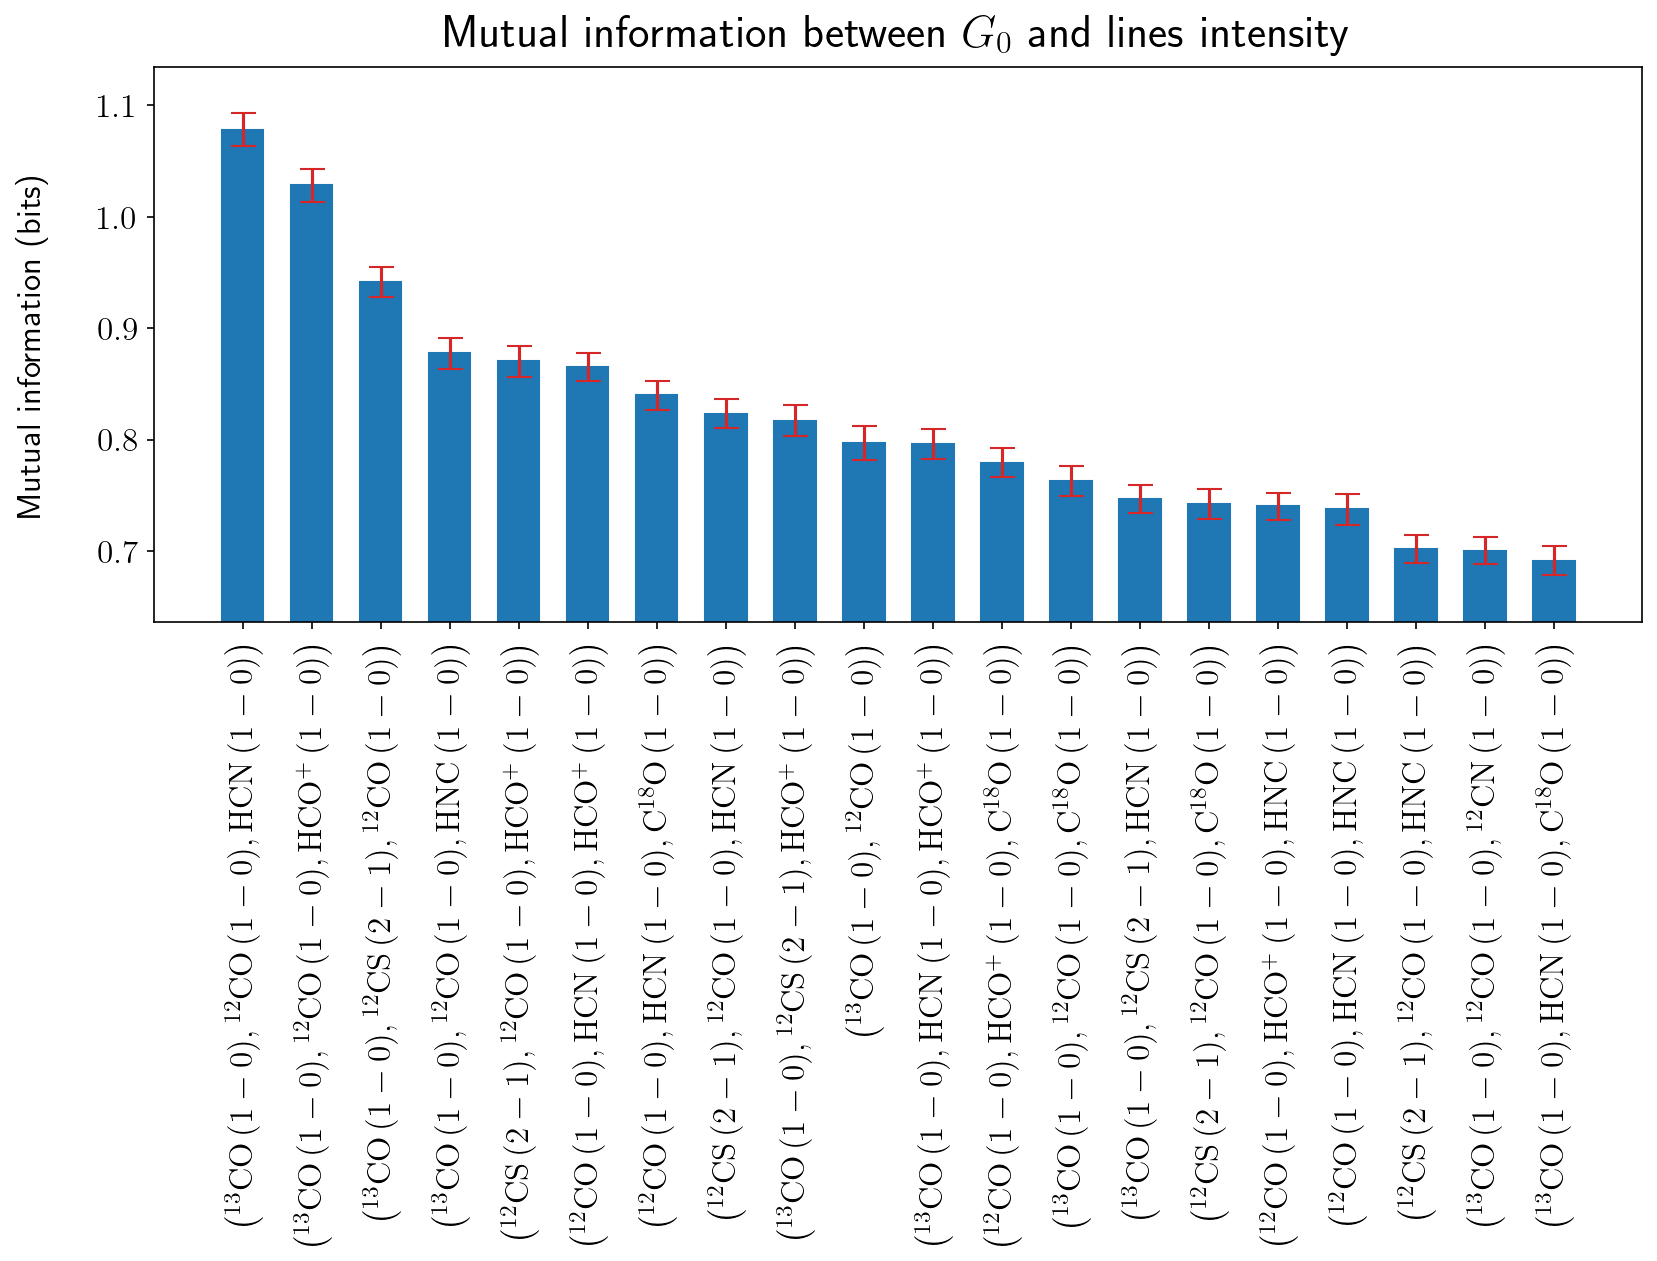 Mutual information between G₀ and lines intensity
Mutual information (bits)
1.1
1.0
0.9
0.8
0.7
(¹³CO (1 − 0), ¹²CO (1 − 0), HCN (1 − 0))
(¹³CO (1 − 0), ¹²CO (1 − 0), HCO⁺ (1 − 0))
(¹³CO (1 − 0), ¹²CS (2 − 1), ¹²CO (1 − 0))
(¹³CO (1 − 0), ¹²CO (1 − 0), HNC (1 − 0))
(¹²CS (2 − 1), ¹²CO (1 − 0), HCO⁺ (1 − 0))
(¹²CO (1 − 0), HCN (1 − 0), HCO⁺ (1 − 0))
(¹²CO (1 − 0), HCN (1 − 0), C¹⁸O (1 − 0))
(¹²CS (2 − 1), ¹²CO (1 − 0), HCN (1 − 0))
(¹³CO (1 − 0), ¹²CS (2 − 1), HCO⁺ (1 − 0))
(¹³CO (1 − 0), ¹²CO (1 − 0))
(¹³CO (1 − 0), HCN (1 − 0), HCO⁺ (1 − 0))
(¹²CO (1 − 0), HCO⁺ (1 − 0), C¹⁸O (1 − 0))
(¹³CO (1 − 0), ¹²CO (1 − 0), C¹⁸O (1 − 0))
(¹³CO (1 − 0), ¹²CS (2 − 1), HCN (1 − 0))
(¹²CS (2 − 1), ¹²CO (1 − 0), C¹⁸O (1 − 0))
(¹²CO (1 − 0), HCO⁺ (1 − 0), HNC (1 − 0))
(¹²CO (1 − 0), HCN (1 − 0), HNC (1 − 0))
(¹²CS (2 − 1), ¹²CO (1 − 0), HNC (1 − 0))
(¹³CO (1 − 0), ¹²CO (1 − 0), ¹²CN (1 − 0))
(¹³CO (1 − 0), HCN (1 − 0), C¹⁸O (1 − 0))